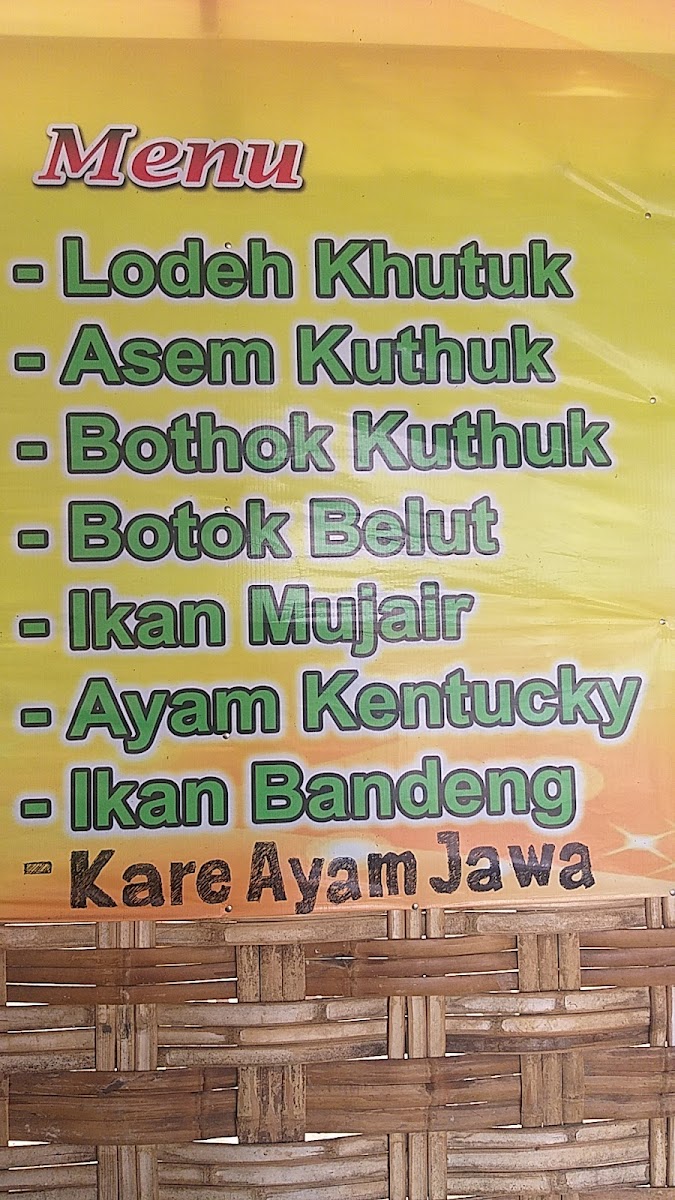 Menu
- Lodeh Khutuk
- Asem Kuthuk
- Bothok Kuthuk
- Botok Belut
- Ikan Mujair
- Ayam Kentucky
- Ikan Bandeng
- Kare Ayam Jawa